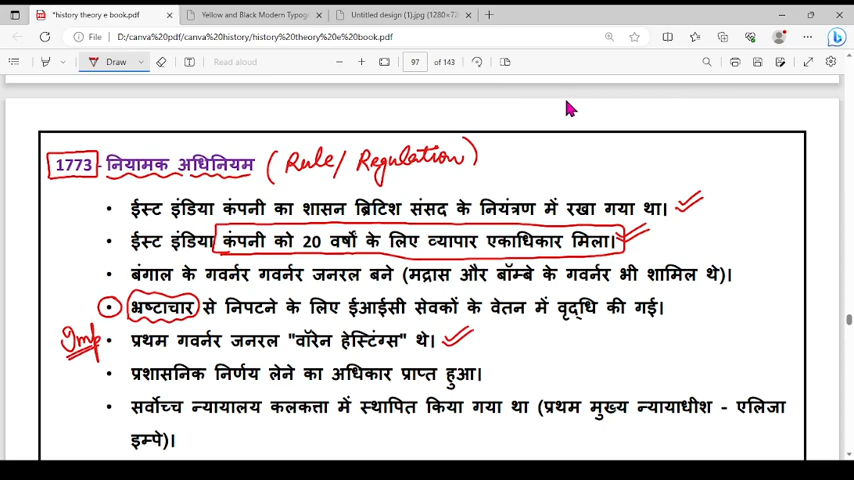 *history theory e book.pdf
Yellow and Black Modern Typogr
Untitled design (1).jpg (1280×72
File
D:/canva%20pdf/canva%20history/history%20theory%20e%20book.pdf
Draw
Read aloud
97 of 143
1773 - नियामक अधिनियम (Rule/Regulation)
• ईस्ट इंडिया कंपनी का शासन ब्रिटिश संसद के नियंत्रण में रखा गया था।
• ईस्ट इंडिया कंपनी को 20 वर्षों के लिए व्यापार एकाधिकार मिला।
• बंगाल के गवर्नर गवर्नर जनरल बने (मद्रास और बॉम्बे के गवर्नर भी शामिल थे)।
• भ्रष्टाचार से निपटने के लिए ईआईसी सेवकों के वेतन में वृद्धि की गई।
Imp • प्रथम गवर्नर जनरल "वॉरेन हेस्टिंग्स" थे।
• प्रशासनिक निर्णय लेने का अधिकार प्राप्त हुआ।
• सर्वोच्च न्यायालय कलकत्ता में स्थापित किया गया था (प्रथम मुख्य न्यायाधीश - एलिजा
इम्पे)।